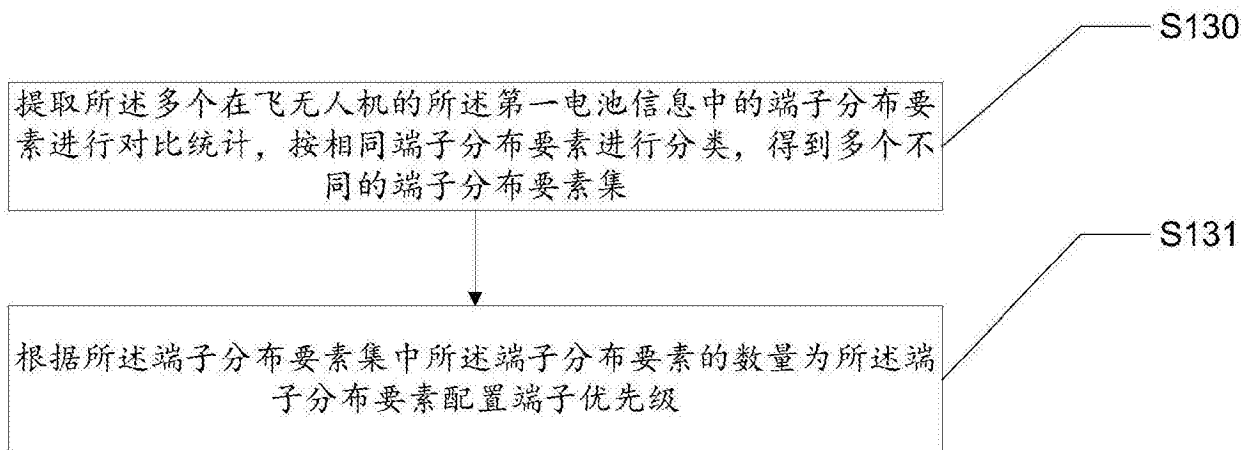 S130
提取所述多个在飞无人机的所述第一电池信息中的端子分布要
素进行对比统计，按相同端子分布要素进行分类，得到多个不
同的端子分布要素集
S131
根据所述端子分布要素集中所述端子分布要素的数量为所述端
子分布要素配置端子优先级